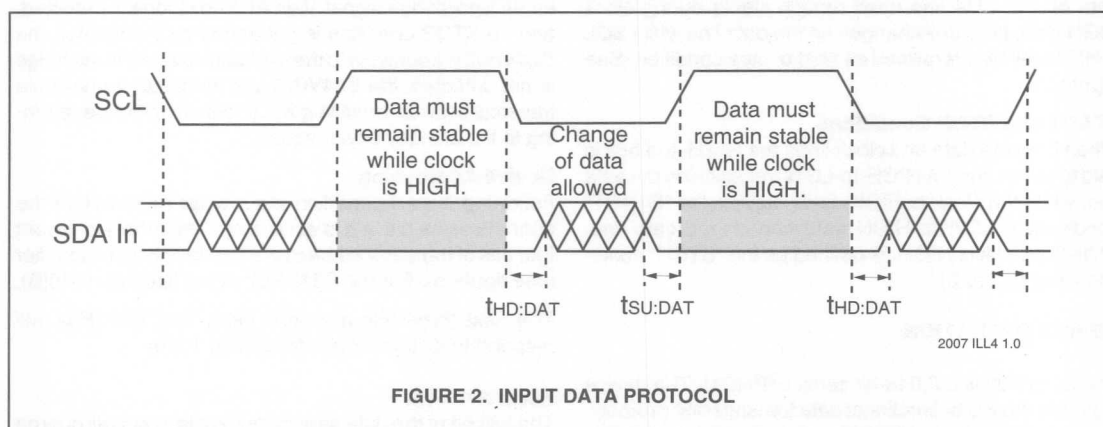 SCL
Data must
remain stable
while clock
is HIGH.
Change
of data
allowed
Data must
remain stable
while clock
is HIGH.
SDA In
tHD:DAT
tSU:DAT
tHD:DAT
2007 ILL4 1.0
FIGURE 2. INPUT DATA PROTOCOL